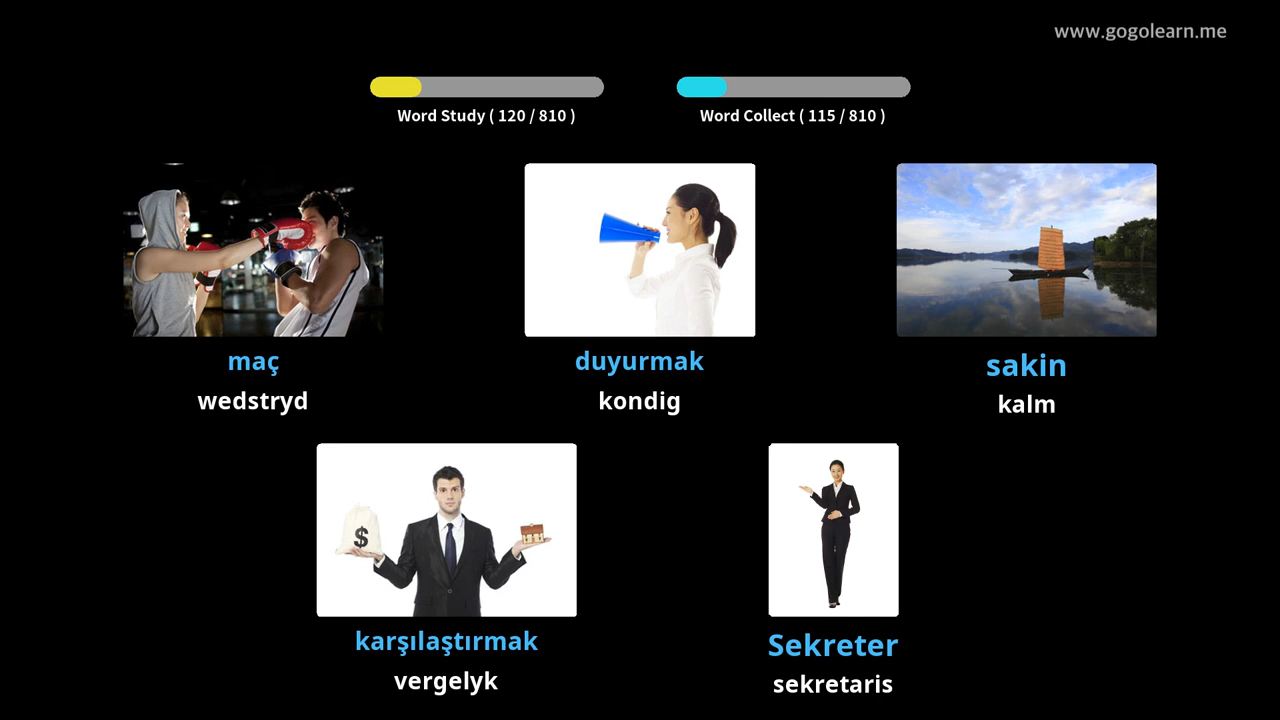 www.gogolearn.me
Word Study ( 120 / 810 )
Word Collect ( 115 / 810 )
maç
wedstryd
duyurmak
kondig
sakin
kalm
$
karşılaştırmak
vergelyk
Sekreter
sekretaris